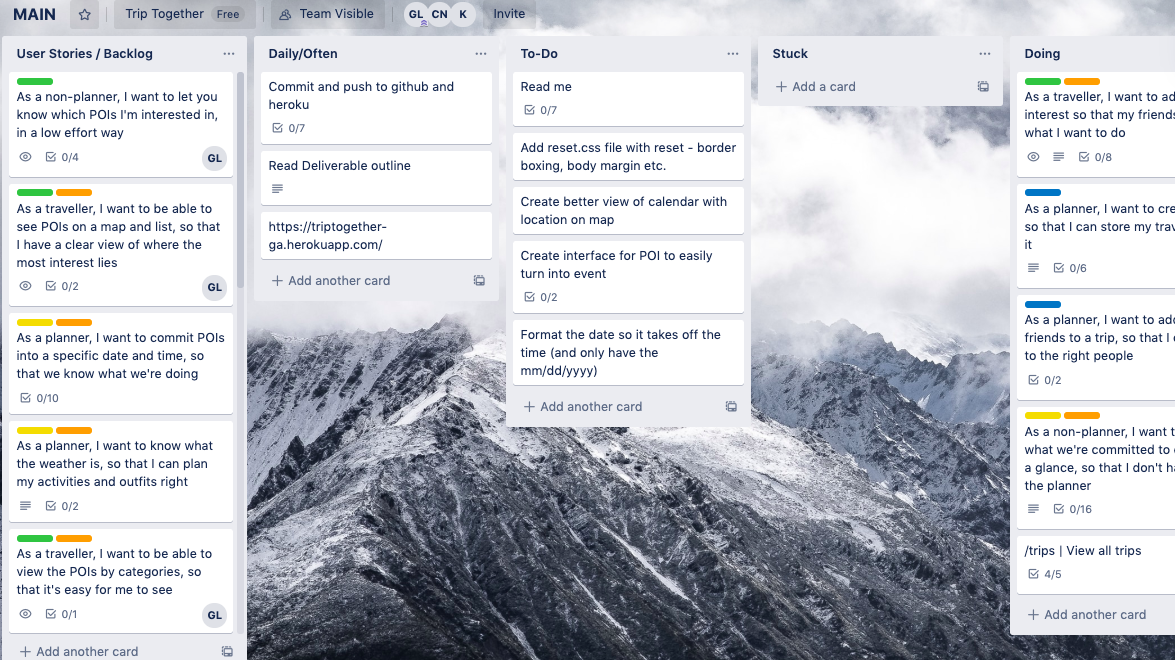 MAIN
Trip Together
Free
Team Visible
GL
CN
K
Invite
User Stories / Backlog
As a non-planner, I want to let you
know which POIs I'm interested in,
in a low effort way
0/4
GL
As a traveller, I want to be able to
see POIs on a map and list, so that
I have a clear view of where the
most interest lies
0/2
GL
As a planner, I want to commit POIs
into a specific date and time, so
that we know what we're doing
0/10
As a planner, I want to know what
the weather is, so that I can plan
my activities and outfits right
0/2
As a traveller, I want to be able to
view the POIs by categories, so
that it's easy for me to see
0/1
GL
+ Add another card
Daily/Often
Commit and push to github and
heroku
0/7
Read Deliverable outline
https://triptogether-
ga.herokuapp.com/
+ Add another card
To-Do
Read me
0/7
Add reset.css file with reset - border
boxing, body margin etc.
Create better view of calendar with
location on map
Create interface for POI to easily
turn into event
0/2
Format the date so it takes off the
time (and only have the
mm/dd/yyyy)
+ Add another card
Stuck
+ Add a card
Doing
As a traveller, I want to
interest so that my friends
what I want to do
0/8
As a planner, I want to
so that I can store my
it
0/6
As a planner, I want to
friends to a trip, so that I
to the right people
0/2
As a non-planner, I want
what we're committed to
a glance, so that I don't
the planner
0/16
/trips | View all trips
4/5
+ Add another card